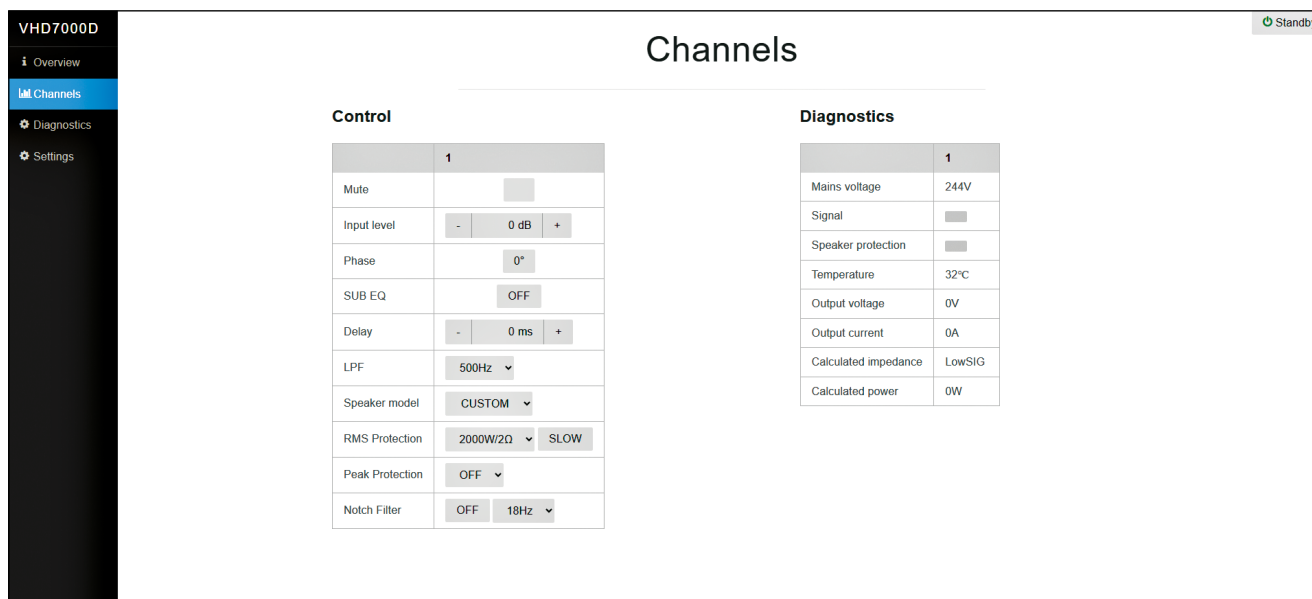 VHD7000D
Standby
Overview
Channels
Diagnostics
Settings
Channels
Control
1
Mute
Input level - 0 dB +
Phase 0°
SUB EQ OFF
Delay - 0 ms +
LPF 500Hz
Speaker model CUSTOM
RMS Protection 2000W/2Ω SLOW
Peak Protection OFF
Notch Filter OFF 18Hz
Diagnostics
1
Mains voltage 244V
Signal
Speaker protection
Temperature 32°C
Output voltage 0V
Output current 0A
Calculated impedance LowSIG
Calculated power 0W